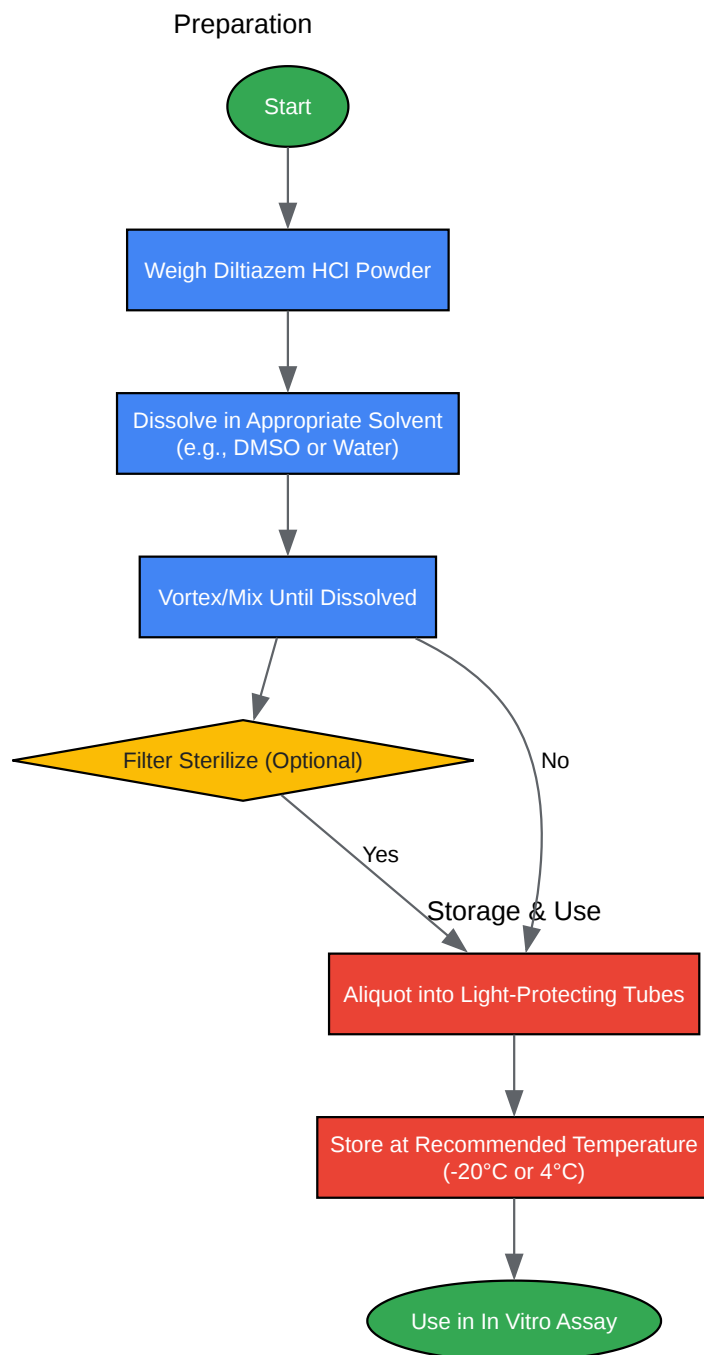 Preparation
Start
Weigh Diltiazem HCl Powder
Dissolve in Appropriate Solvent
(e.g., DMSO or Water)
Vortex/Mix Until Dissolved
Filter Sterilize (Optional)
No
Yes
Storage & Use
Aliquot into Light-Protecting Tubes
Store at Recommended Temperature
(-20°C or 4°C)
Use in In Vitro Assay